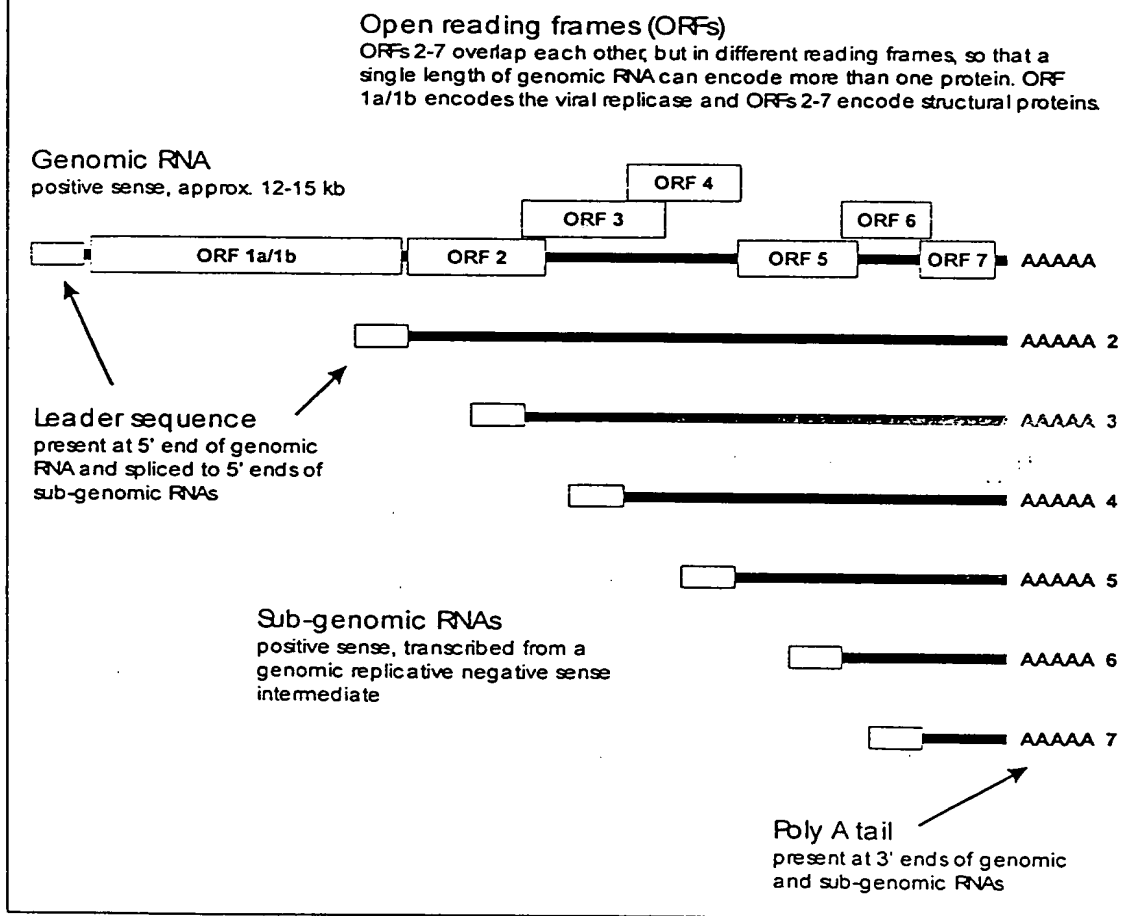 Open reading frames (ORFs)
ORFs 2-7 overlap each other, but in different reading frames, so that a
single length of genomic RNA can encode more than one protein. ORF
1a/1b encodes the viral replicase and ORFs 2-7 encode structural proteins.
Genomic RNA
positive sense, approx. 12-15 kb
ORF 4
ORF 3
ORF 6
ORF 1a/1b
ORF 2
ORF 5
ORF 7
AAAAA
AAAAA 2
Leader sequence
present at 5' end of genomic
RNA and spliced to 5' ends of
sub-genomic RNAs
AAAAA 3
AAAAA 4
AAAAA 5
Sub-genomic RNAs
positive sense, transcribed from a
genomic replicative negative sense
intermediate
AAAAA 6
AAAAA 7
Poly A tail
present at 3' ends of genomic
and sub-genomic RNAs